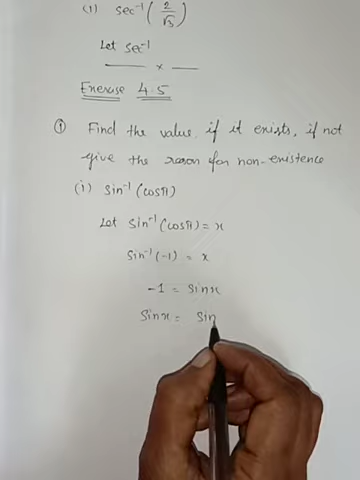 (i) sec⁻¹(2/√3)
Let sec⁻¹
x
Exercise 4.5
① Find the value, if it exists, if not
give the reason for non-existence
(i) sin⁻¹(cosπ)
Let sin⁻¹(cosπ) = x
sin⁻¹(-1) = x
-1 = sinx
sinx = sin